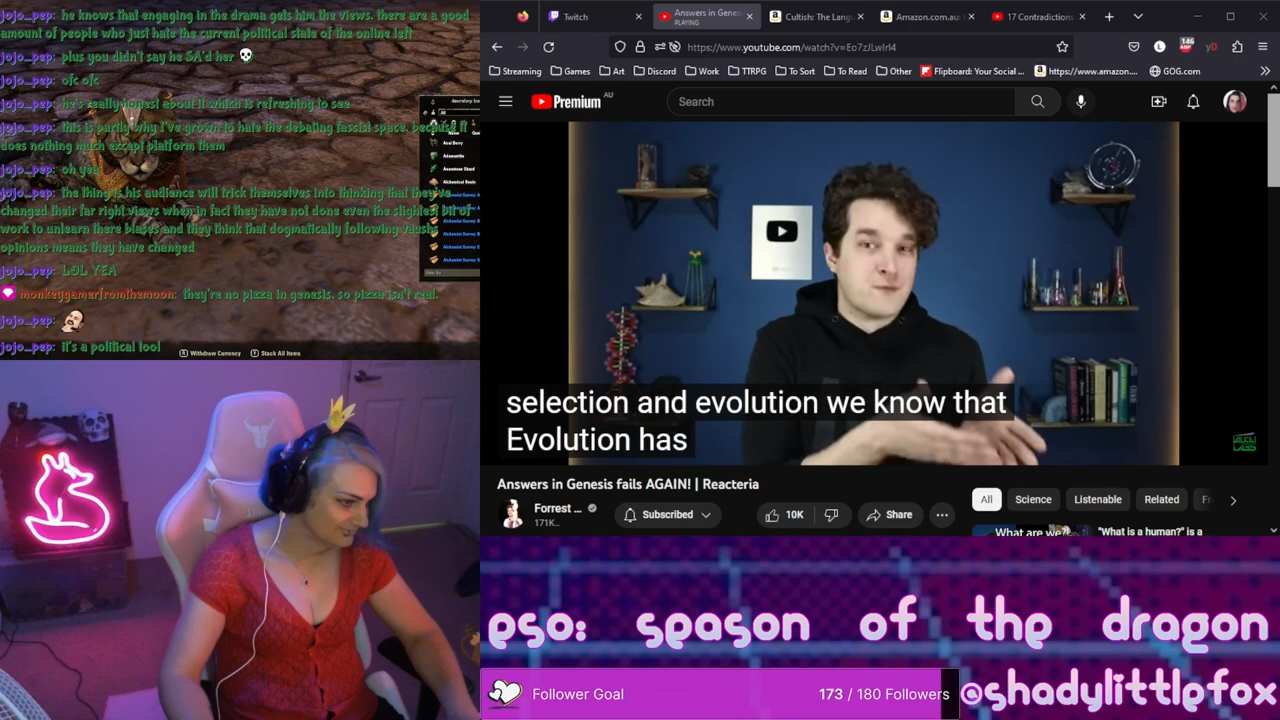 jojo_pep: he knows that engaging in the drama gets him the views. there are a good
amount of people who just hate the current political state of the online left
jojo_pep: plus you didn't say he SA'd her
jojo_pep: ofc ofc
jojo_pep: he's really honest about it which is refreshing to see
jojo_pep: this is partly why I've grown to hate the debating fascist space. because it
does nothing much except platform them
jojo_pep: oh yea
jojo_pep: the thing is his audience will trick themselves into thinking that they've
changed their far right views when in fact they have not done even the slightest bit of
work to unlearn there biases and they think that dogmatically following vaushs
opinions means they have changed
jojo_pep: LOL YEA
monkeygamerfromthemoon: they're no pizza in genesis. so pizza isn't real.
jojo_pep:
jojo_pep: it's a political tool
Acai Berry
Adamantite
Alchemical Resin
Withdraw Currency
Stack All Items
Twitch
Answers in Genesi
PLAYING
Cultish: The Langu
Amazon.com.au:
17 Contradictions
https://www.youtube.com/watch?v=Eo7zJLwIrl4
146
Streaming
Games
Art
Discord
Work
TTRPG
To Sort
To Read
Other
Flipboard: Your Social ...
https://www.amazon....
GOG.com
Premium AU
Search
selection and evolution we know that
Evolution has
Answers in Genesis fails AGAIN! | Reacteria
Forrest ...
171K...
Subscribed
10K
Share
All
Science
Listenable
Related
"What are we?!
"What is a human?" is a
eso: season of the dragon
Follower Goal
173 / 180 Followers
@shadylittlefox